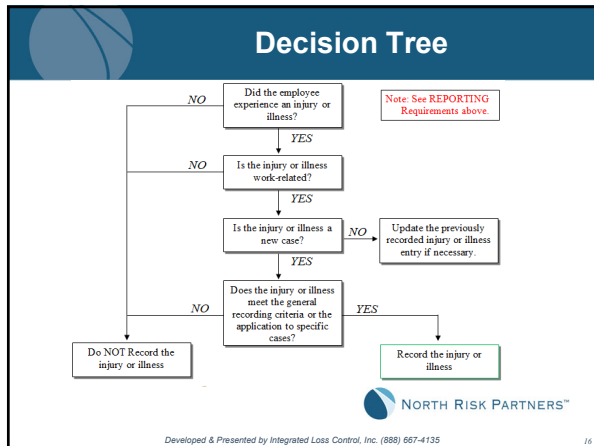 Decision Tree
NO
Did the employee
experience an injury or
illness?
Note: See REPORTING
Requirements above.
YES
NO
Is the injury or illness
work-related?
YES
Is the injury or illness a
new case?
NO
Update the previously
recorded injury or illness
entry if necessary.
YES
NO
Does the injury or illness
meet the general
recording criteria or the
application to specific
cases?
YES
Do NOT Record the
injury or illness
Record the injury or
illness
NORTH RISK PARTNERS™
Developed & Presented by Integrated Loss Control, Inc. (888) 667-4135
16